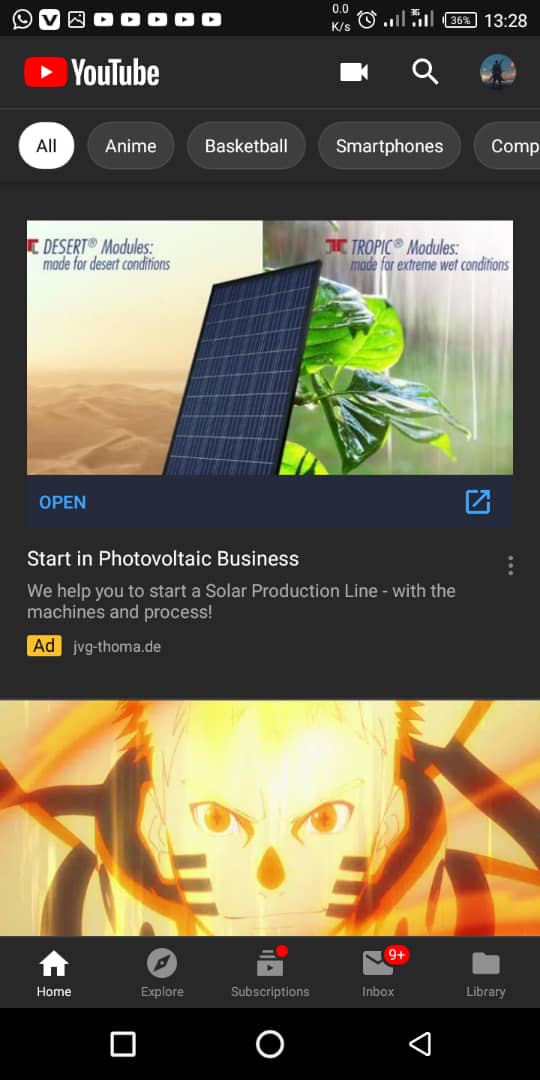 0.0
K/s
3G
36%
13:28
YouTube
All
Anime
Basketball
Smartphones
Comp
DESERT® Modules:
made for desert conditions
TROPIC® Modules:
made for extreme wet conditions
OPEN
Start in Photovoltaic Business
We help you to start a Solar Production Line - with the
machines and process!
Ad jvg-thoma.de
9+
Home
Explore
Subscriptions
Inbox
Library